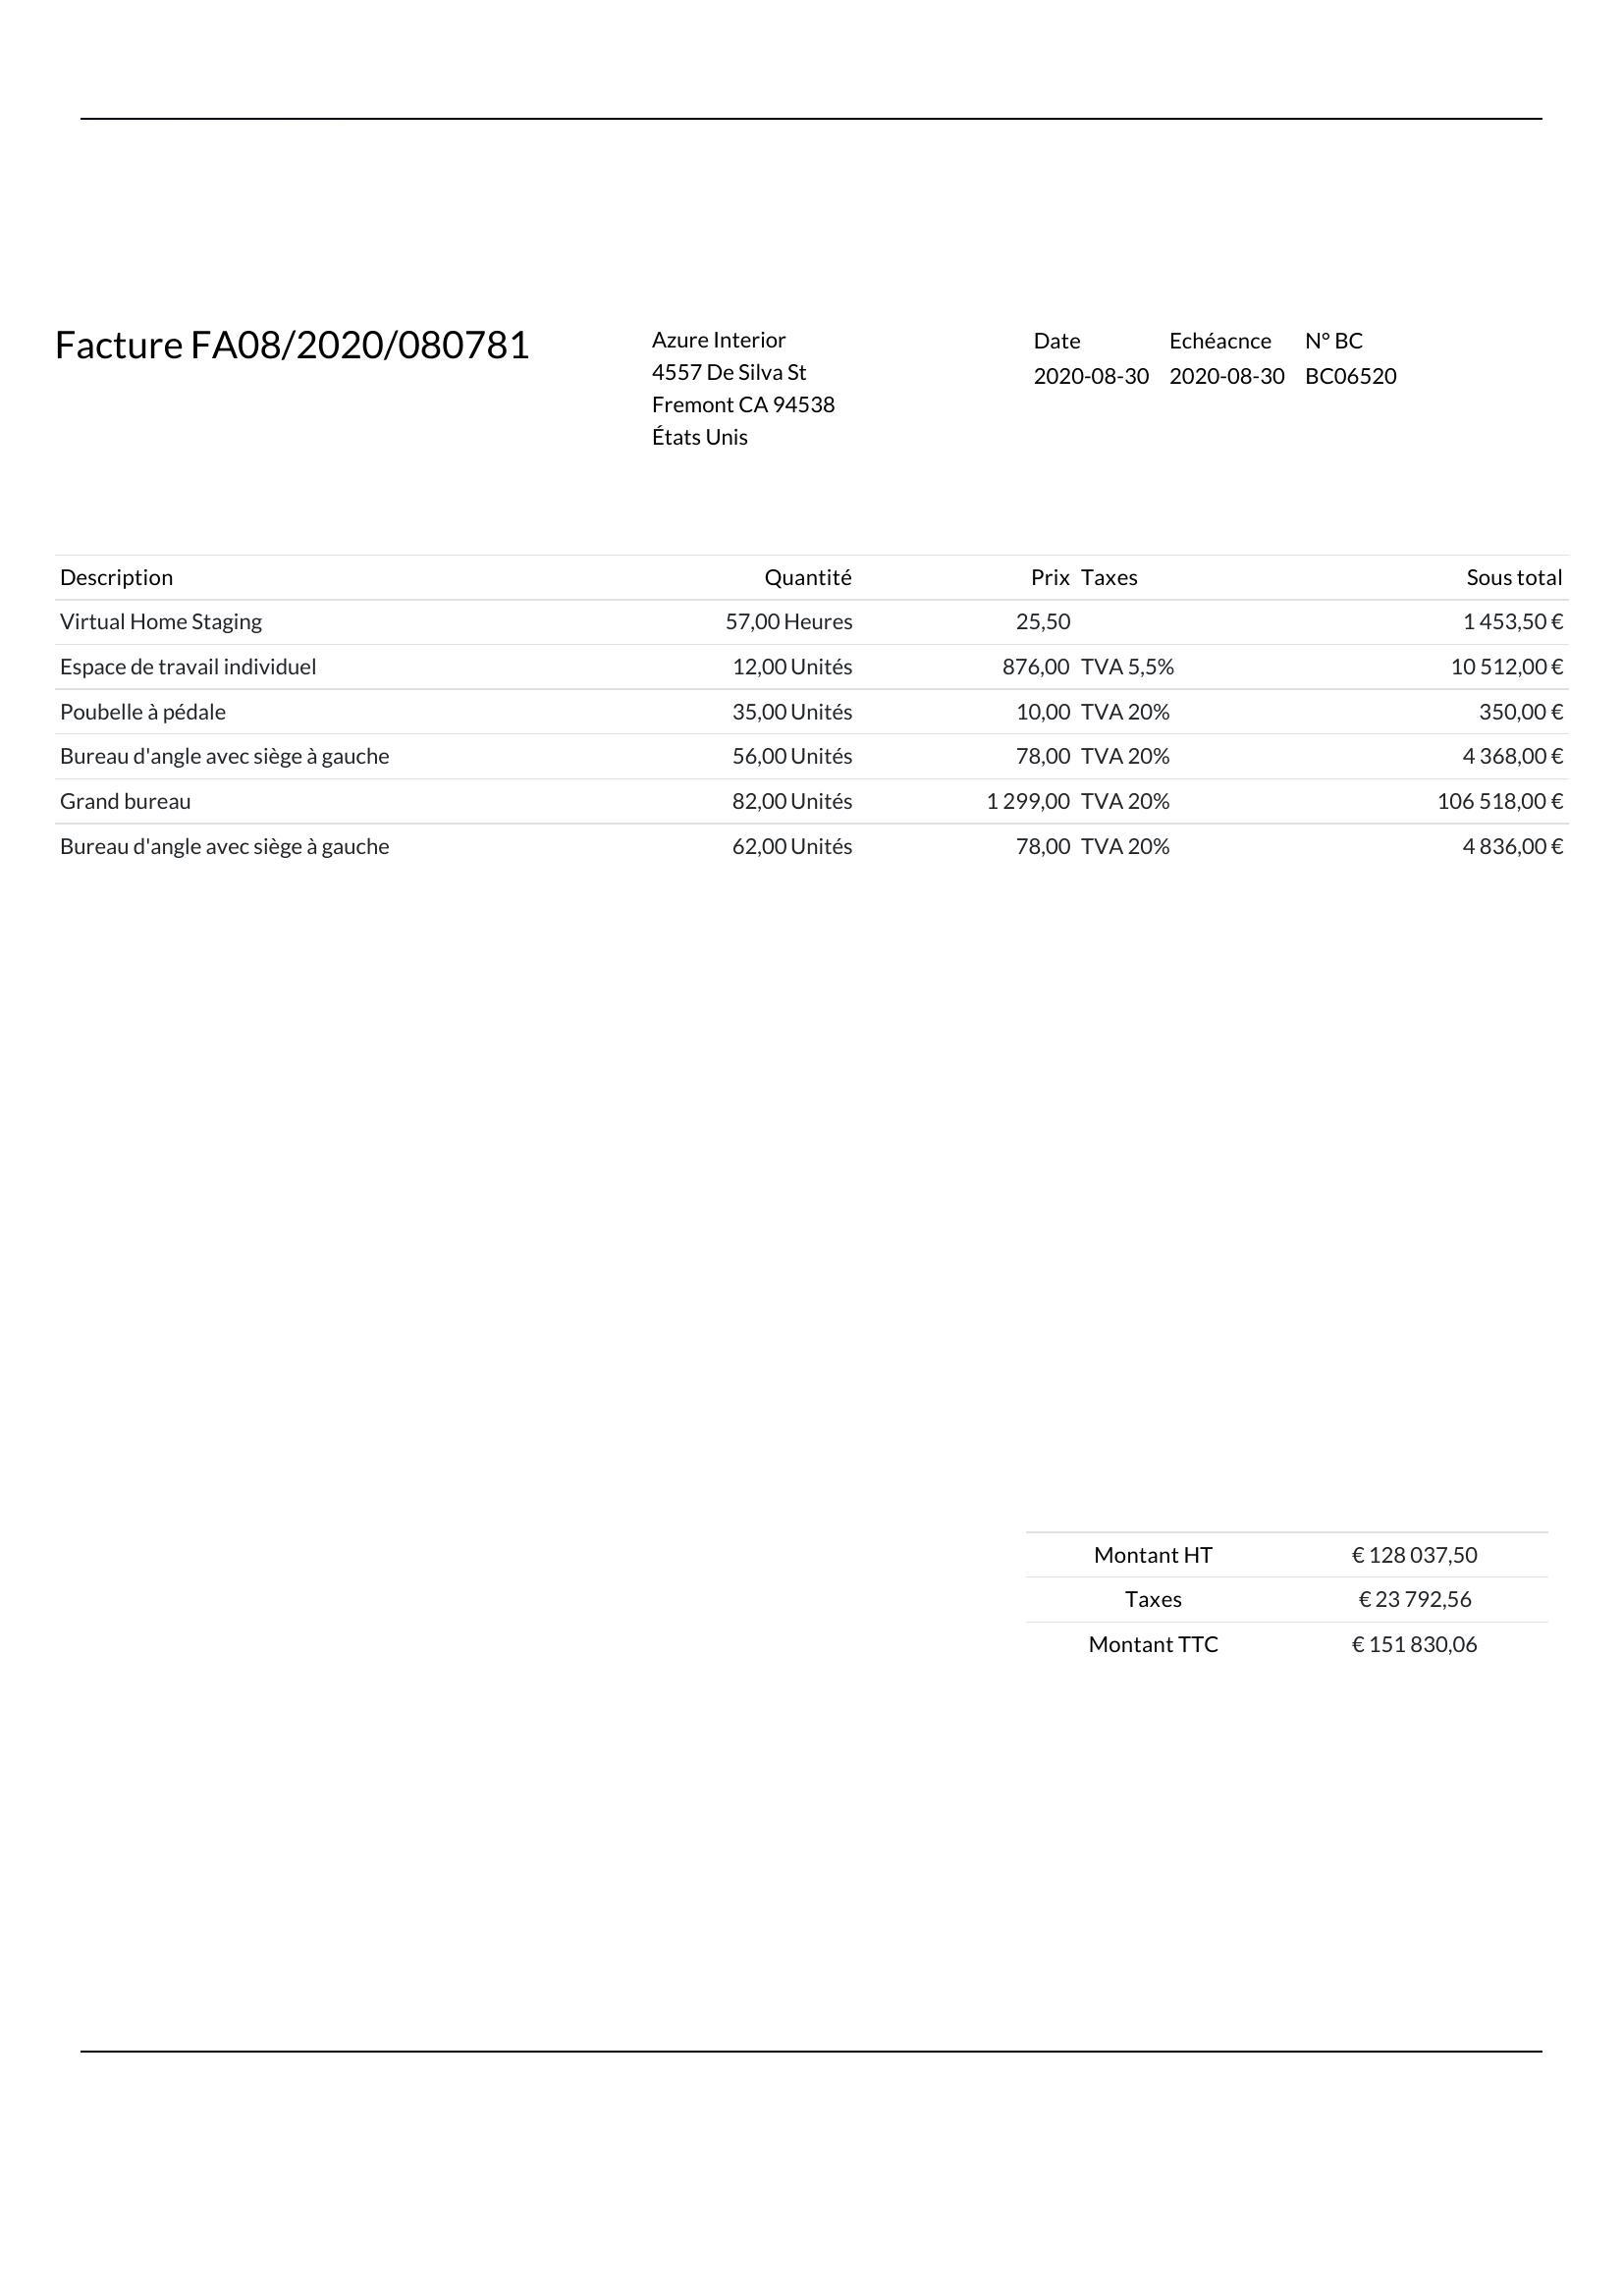 Facture FA08/2020/080781
Azure Interior
4557 De Silva St
Fremont CA 94538
États Unis
Date Echéacnce N° BC
2020-08-30 2020-08-30 BC06520
Description Quantité Prix Taxes Sous total
Virtual Home Staging 57,00 Heures 25,50 1 453,50 €
Espace de travail individuel 12,00 Unités 876,00 TVA 5,5% 10 512,00 €
Poubelle à pédale 35,00 Unités 10,00 TVA 20% 350,00 €
Bureau d'angle avec siège à gauche 56,00 Unités 78,00 TVA 20% 4 368,00 €
Grand bureau 82,00 Unités 1 299,00 TVA 20% 106 518,00 €
Bureau d'angle avec siège à gauche 62,00 Unités 78,00 TVA 20% 4 836,00 €
Montant HT € 128 037,50
Taxes € 23 792,56
Montant TTC € 151 830,06